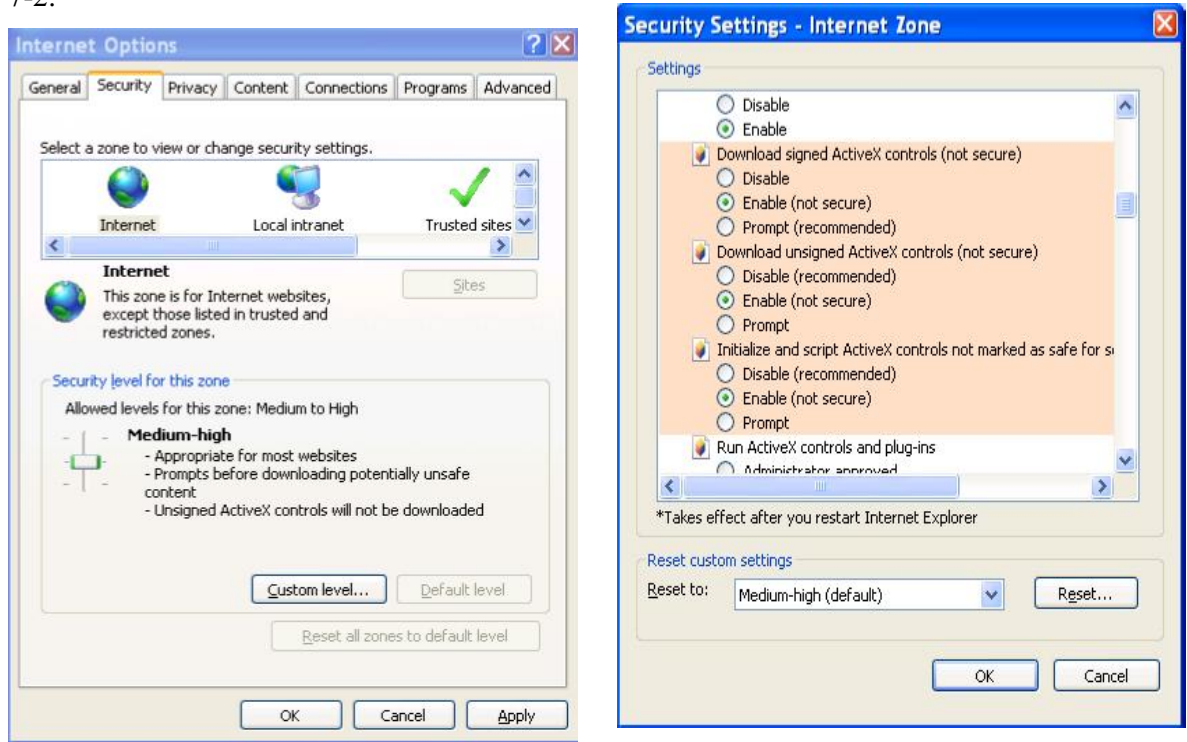 7-2.
Internet Options
General Security Privacy Content Connections Programs Advanced
Select a zone to view or change security settings.
Internet Local intranet Trusted sites
Internet
This zone is for Internet websites,
except those listed in trusted and
restricted zones.
Sites
Security level for this zone
Allowed levels for this zone: Medium to High
Medium-high
- Appropriate for most websites
- Prompts before downloading potentially unsafe
content
- Unsigned ActiveX controls will not be downloaded
Custom level... Default level
Reset all zones to default level
OK Cancel Apply
Security Settings - Internet Zone
Settings
Disable
Enable
Download signed ActiveX controls (not secure)
Disable
Enable (not secure)
Prompt (recommended)
Download unsigned ActiveX controls (not secure)
Disable (recommended)
Enable (not secure)
Prompt
Initialize and script ActiveX controls not marked as safe for
Disable (recommended)
Enable (not secure)
Prompt
Run ActiveX controls and plug-ins
Administrator approved
*Takes effect after you restart Internet Explorer
Reset custom settings
Reset to: Medium-high (default) Reset...
OK Cancel